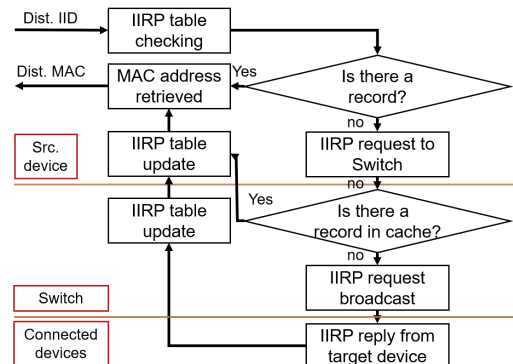 Dist. IID
IIRP table
checking
Dist. MAC
MAC address
retrieved
Yes
Is there a
record?
no
Src.
device
IIRP table
update
IIRP request to
Switch
no
IIRP table
update
Yes
Is there a
record in cache?
no
Switch
IIRP request
broadcast
Connected
devices
IIRP reply from
target device